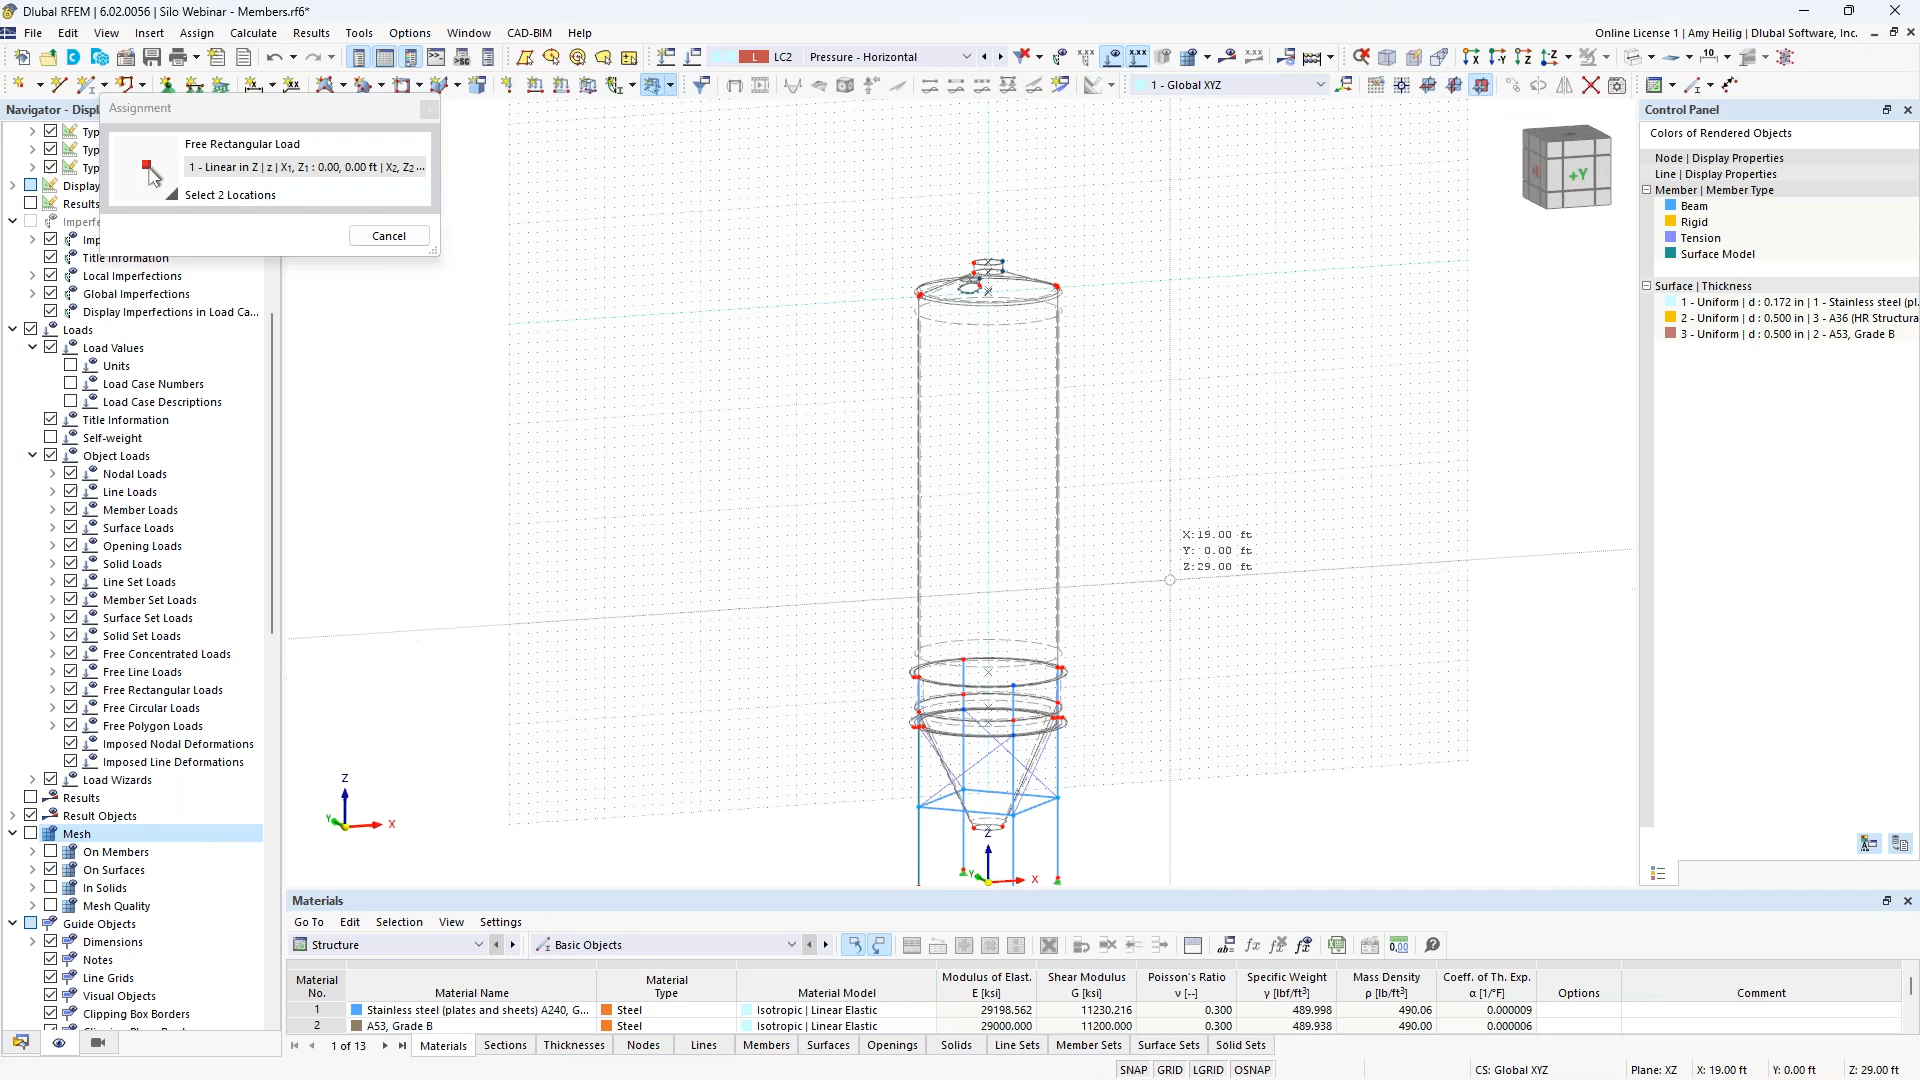 Dlubal RFEM | 6.02.0056 | Silo Webinar - Members.rf6*
File Edit View Insert Assign Calculate Results Tools Options Window CAD-BIM Help
Online License 1 | Amy Heilig | Dlubal Software, Inc.
L LC2 Pressure - Horizontal
1 - Global XYZ
Navigator - Displ
Assignment
Free Rectangular Load
1 - Linear in Z | z | X₁, Z₁ : 0.00, 0.00 ft | X₂, Z₂ ...
Select 2 Locations
Cancel
Typ
Typ
Typ
Display
Results
Imperfe
Imp
Title Information
Local Imperfections
Global Imperfections
Display Imperfections in Load Ca...
Loads
Load Values
Units
Load Case Numbers
Load Case Descriptions
Title Information
Self-weight
Object Loads
Nodal Loads
Line Loads
Member Loads
Surface Loads
Opening Loads
Solid Loads
Line Set Loads
Member Set Loads
Surface Set Loads
Solid Set Loads
Free Concentrated Loads
Free Line Loads
Free Rectangular Loads
Free Circular Loads
Free Polygon Loads
Imposed Nodal Deformations
Imposed Line Deformations
Load Wizards
Results
Result Objects
Mesh
On Members
On Surfaces
In Solids
Mesh Quality
Guide Objects
Dimensions
Notes
Line Grids
Visual Objects
Clipping Box Borders
X:19.00 ft
Y: 0.00 ft
Z:29.00 ft
Z
Y
X
Z
Y
X
+Y
Control Panel
Colors of Rendered Objects
Node | Display Properties
Line | Display Properties
Member | Member Type
Beam
Rigid
Tension
Surface Model
Surface | Thickness
1 - Uniform | d : 0.172 in | 1 - Stainless steel (pl.
2 - Uniform | d : 0.500 in | 3 - A36 (HR Structura
3 - Uniform | d : 0.500 in | 2 - A53, Grade B
Materials
Go To Edit Selection View Settings
Structure Basic Objects
Material No. Material Name Material Type Material Model Modulus of Elast. E [ksi] Shear Modulus G [ksi] Poisson's Ratio ν [--] Specific Weight γ [lbf/ft³] Mass Density ρ [lb/ft³] Coeff. of Th. Exp. α [1/°F] Options Comment
1 Stainless steel (plates and sheets) A240, G... Steel Isotropic | Linear Elastic 29198.562 11230.216 0.300 489.998 490.06 0.000009
2 A53, Grade B Steel Isotropic | Linear Elastic 29000.000 11200.000 0.300 489.938 490.00 0.000006
1 of 13 Materials Sections Thicknesses Nodes Lines Members Surfaces Openings Solids Line Sets Member Sets Surface Sets Solid Sets
SNAP GRID LGRID OSNAP CS: Global XYZ Plane: XZ X: 19.00 ft Y: 0.00 ft Z: 29.00 ft